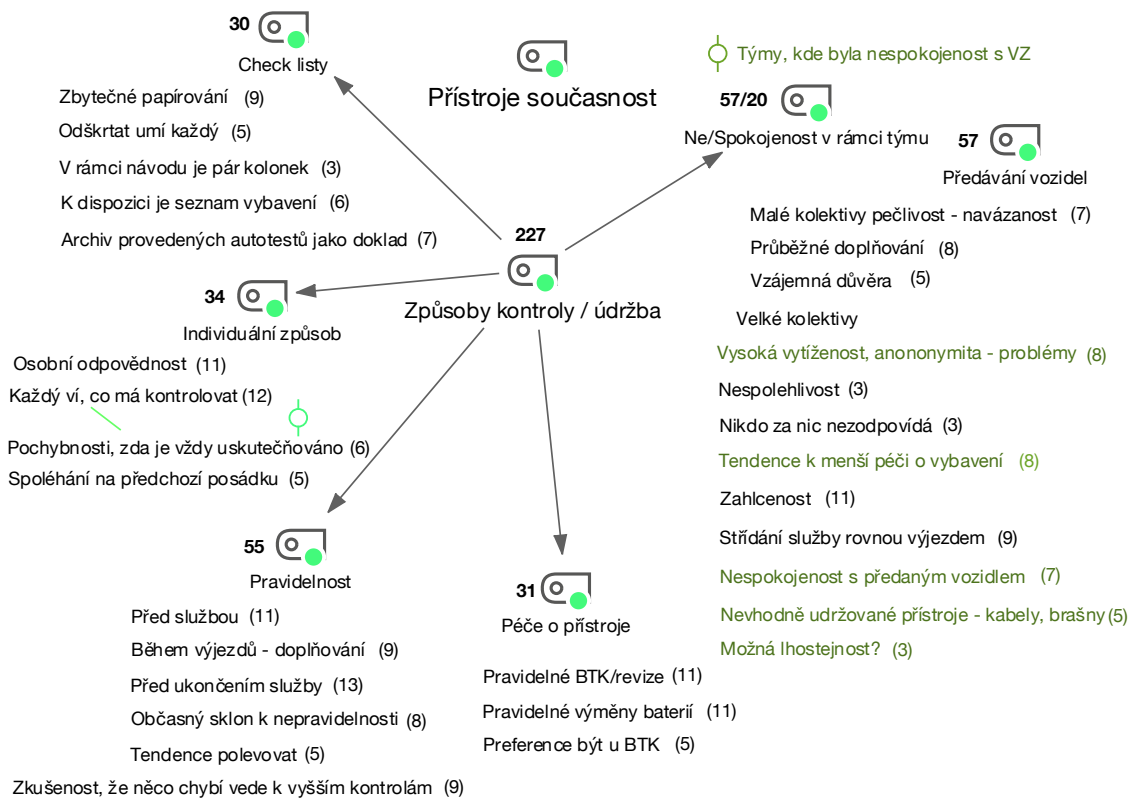 30
Check listy
Zbytečné papírování (9)
Odškrtat umí každý (5)
V rámci návodu je pár kolonek (3)
K dispozici je seznam vybavení (6)
Archiv provedených autotestů jako doklad (7)
Přístroje současnost
Týmy, kde byla nespokojenost s VZ
57/20
Ne/Spokojenost v rámci týmu
57
Předávání vozidel
Malé kolektivy pečlivost - navázanost (7)
Průběžné doplňování (8)
Vzájemná důvěra (5)
Velké kolektivy
Vysoká vytíženost, anononymita - problémy (8)
Nespolehlivost (3)
Nikdo za nic nezodpovídá (3)
Tendence k menší péči o vybavení (8)
Zahlcenost (11)
Střídání služby rovnou výjezdem (9)
Nespokojenost s předaným vozidlem (7)
Nevhodně udržované přístroje - kabely, brašny (5)
Možná lhostejnost? (3)
227
Způsoby kontroly / údržba
34
Individuální způsob
Osobní odpovědnost (11)
Každý ví, co má kontrolovat (12)
Pochybnosti, zda je vždy uskutečňováno (6)
Spoléhání na předchozí posádku (5)
55
Pravidelnost
Před službou (11)
Během výjezdů - doplňování (9)
Před ukončením služby (13)
Občasný sklon k nepravidelnosti (8)
Tendence polevovat (5)
Zkušenost, že něco chybí vede k vyšším kontrolám (9)
31
Péče o přístroje
Pravidelné BTK/revize (11)
Pravidelné výměny baterií (11)
Preference být u BTK (5)